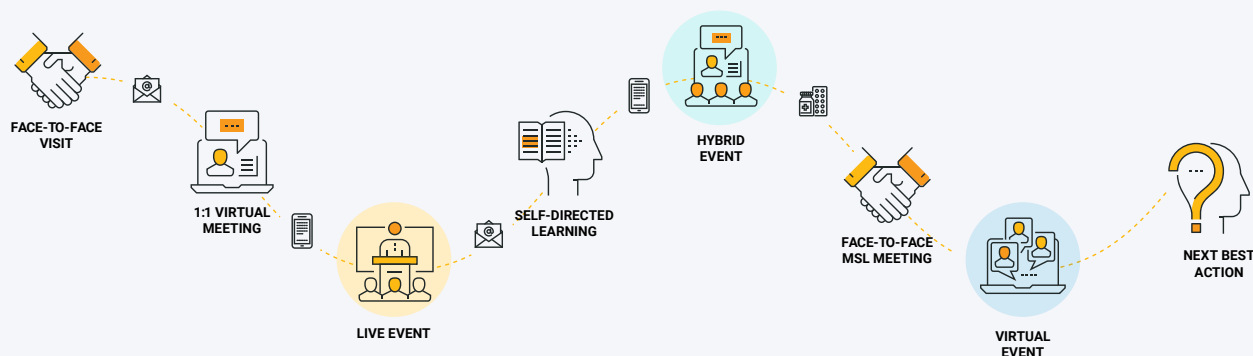 FACE-TO-FACE
VISIT
1:1 VIRTUAL
MEETING
LIVE EVENT
SELF-DIRECTED
LEARNING
HYBRID
EVENT
FACE-TO-FACE
MSL MEETING
VIRTUAL
EVENT
NEXT BEST
ACTION